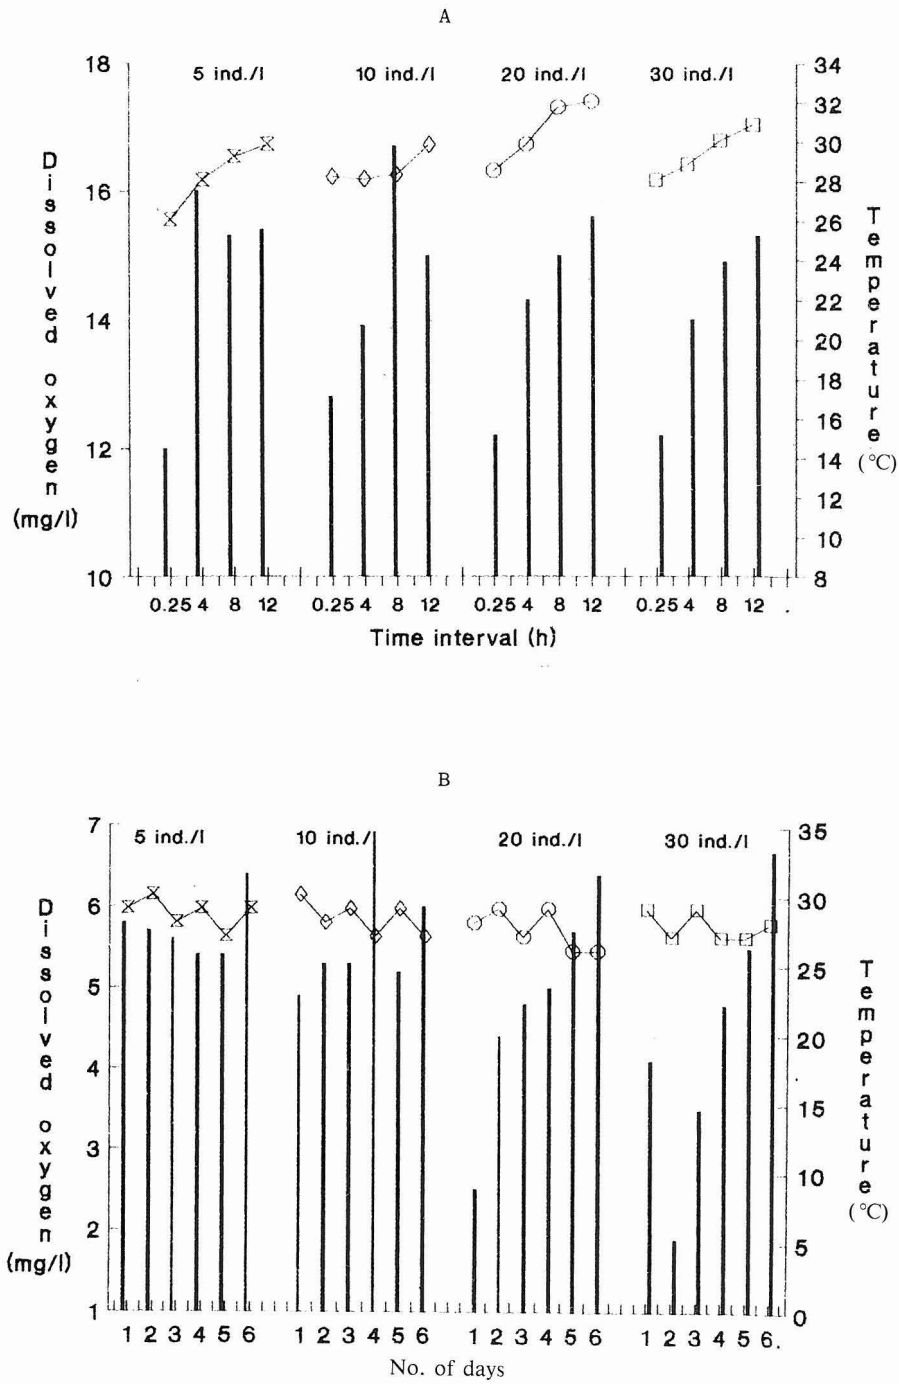 A
5 ind./l
10 ind./l
20 ind./l
30 ind./l
18
16
14
12
10
Dissolved oxygen
(mg/l)
34
32
30
28
26
24
22
20
18
16
14
12
10
8
Temperature
(°C)
0.25 4 8 12
0.25 4 8 12
0.25 4 8 12
0.25 4 8 12
Time interval (h)
B
5 ind./l
10 ind./l
20 ind./l
30 ind./l
7
6
5
4
3
2
1
Dissolved oxygen
(mg/l)
35
30
25
20
15
10
5
0
Temperature
(°C)
1 2 3 4 5 6
1 2 3 4 5 6
1 2 3 4 5 6
1 2 3 4 5 6.
No. of days